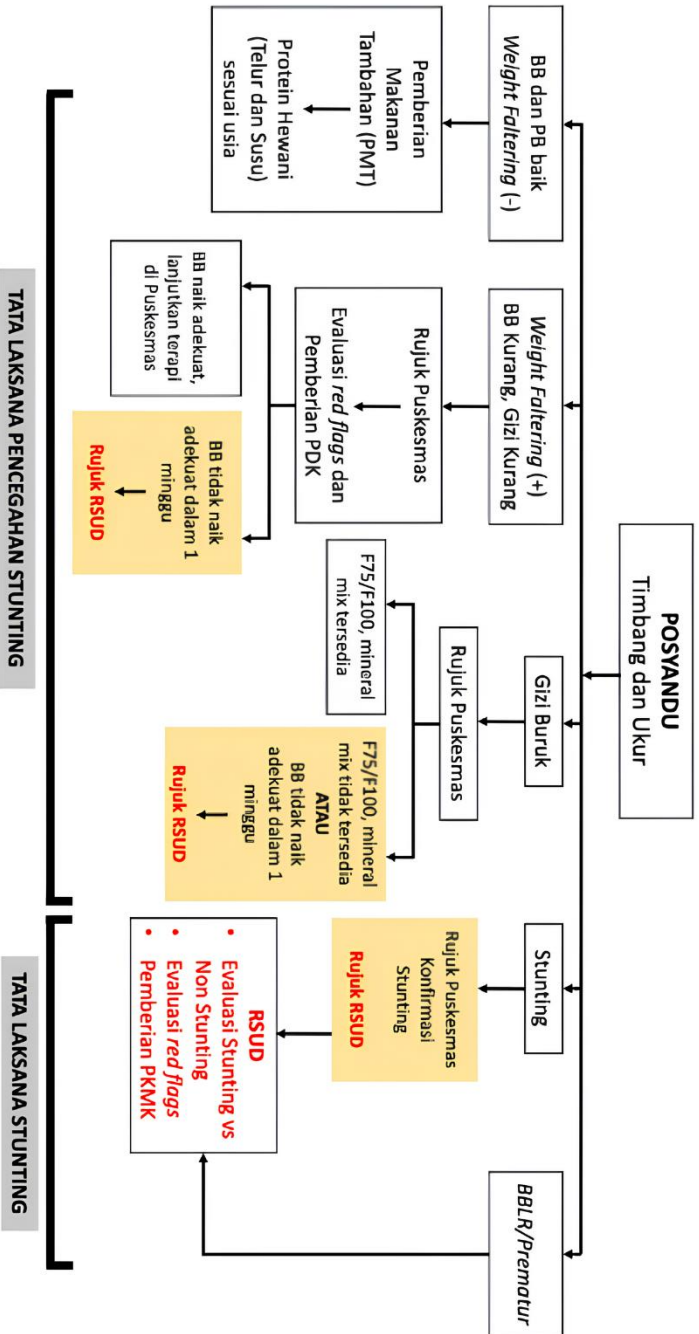 POSYANDU
Timbang dan Ukur
BB dan PB baik
Weight Faltering (-)
Pemberian
Makanan
Tambahan (PMT)
Protein Hewani
(Telur dan Susu)
sesuai usia
Weight Faltering (+)
BB Kurang, Gizi Kurang
Rujuk Puskesmas
Evaluasi red flags dan
Pemberian PDK
BB naik adekuat,
lanjutkan terapi
di Puskesmas
BB tidak naik
adekuat dalam 1
minggu
Rujuk RSUD
Gizi Buruk
Rujuk Puskesmas
F75/F100, mineral
mix tersedia
F75/F100, mineral
mix tidak tersedia
ATAU
BB tidak naik
adekuat dalam 1
minggu
Rujuk RSUD
Stunting
Rujuk Puskesmas
Konfirmasi
Stunting
Rujuk RSUD
RSUD
• Evaluasi Stunting vs
Non Stunting
• Evaluasi red flags
• Pemberian PKMK
BBLR/Prematur
TATA LAKSANA PENCEGAHAN STUNTING
TATA LAKSANA STUNTING